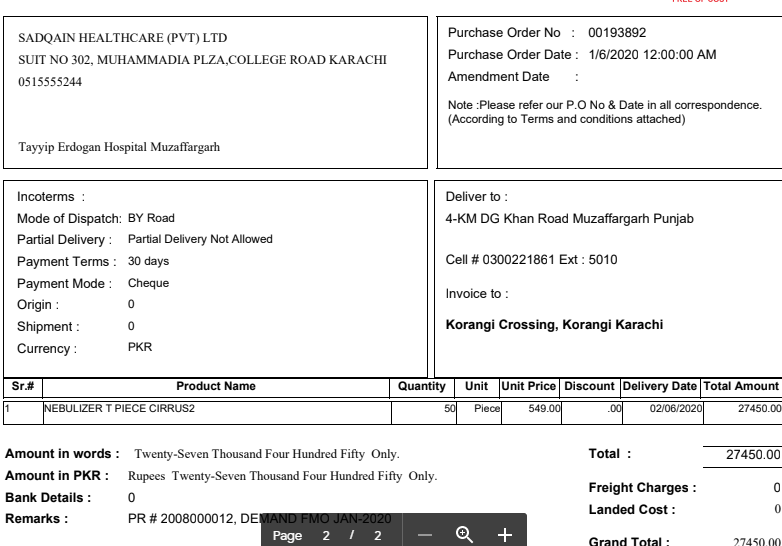 SADQAIN HEALTHCARE (PVT) LTD
SUIT NO 302, MUHAMMADIA PLZA,COLLEGE ROAD KARACHI
0515555244
Tayyip Erdogan Hospital Muzaffargarh
Purchase Order No : 00193892
Purchase Order Date : 1/6/2020 12:00:00 AM
Amendment Date :
Note :Please refer our P.O No & Date in all correspondence.
(According to Terms and conditions attached)
Incoterms :
Mode of Dispatch: BY Road
Partial Delivery : Partial Delivery Not Allowed
Payment Terms : 30 days
Payment Mode : Cheque
Origin : 0
Shipment : 0
Currency : PKR
Deliver to :
4-KM DG Khan Road Muzaffargarh Punjab
Cell # 0300221861 Ext : 5010
Invoice to :
Korangi Crossing, Korangi Karachi
Sr.# Product Name Quantity Unit Unit Price Discount Delivery Date Total Amount
1 NEBULIZER T PIECE CIRRUS2 50 Piece 549.00 .00 02/06/2020 27450.00
Amount in words : Twenty-Seven Thousand Four Hundred Fifty Only.
Amount in PKR : Rupees Twenty-Seven Thousand Four Hundred Fifty Only.
Bank Details : 0
Remarks : PR # 2008000012, DEMAND FMO JAN-2020
Total : 27450.00
Freight Charges : 0
Landed Cost : 0
Grand Total : 27450.00
Page 2 / 2